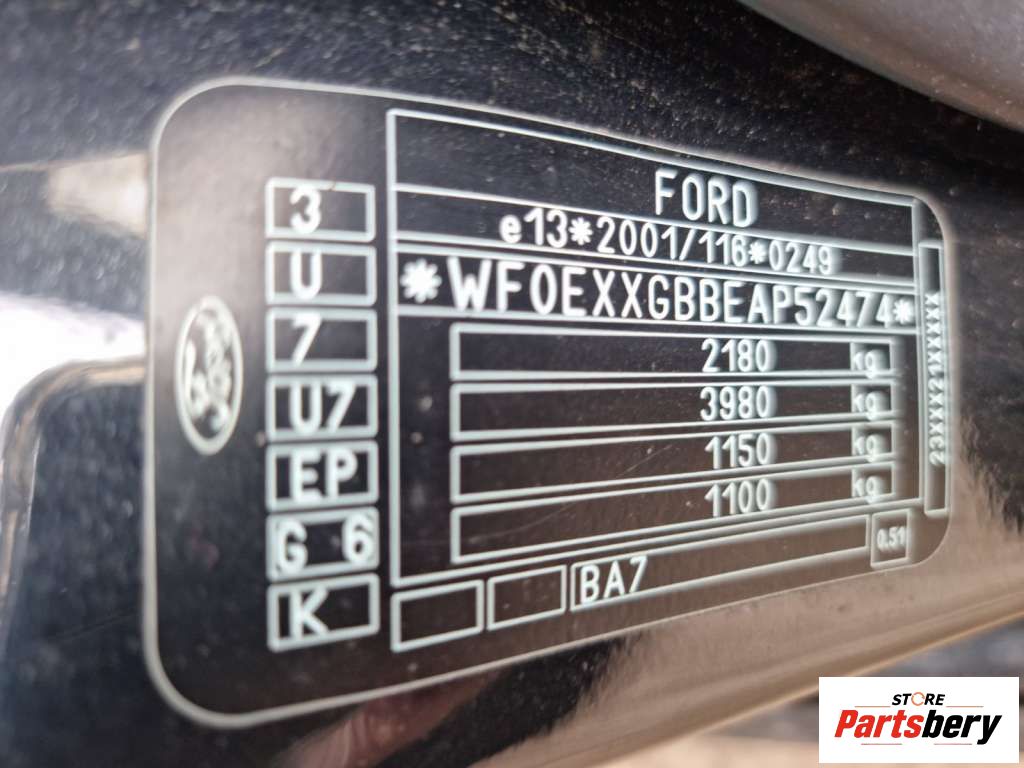 FORD
e13*2001/116*0249
*WF0EXXGBBEAP52474*
2180 kg
3980 kg
1150 kg
1100 kg
3
U
7
U7
EP
G 6
K
BA7
0.51
23XXX21XXXXX
STORE
Partsbery